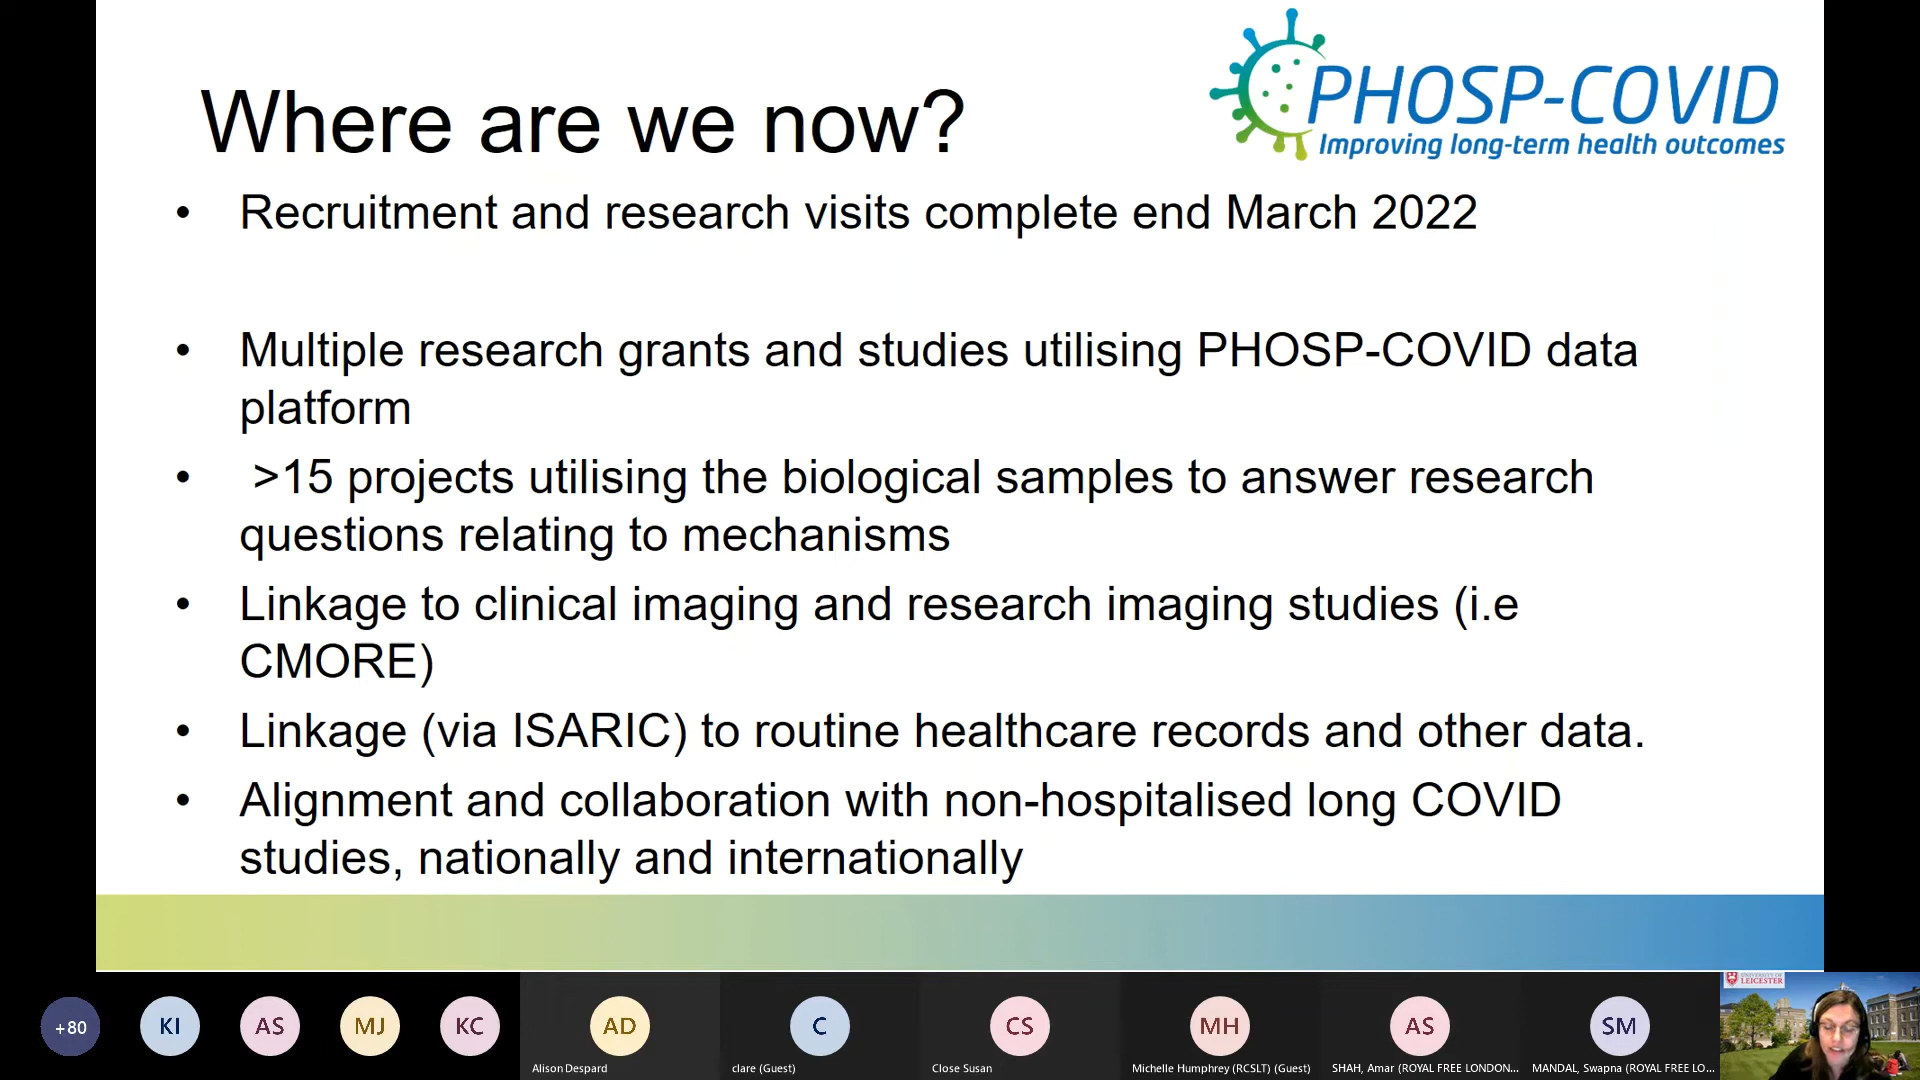 PHOSP-COVID
Improving long-term health outcomes
Where are we now?
• Recruitment and research visits complete end March 2022
• Multiple research grants and studies utilising PHOSP-COVID data
platform
• >15 projects utilising the biological samples to answer research
questions relating to mechanisms
• Linkage to clinical imaging and research imaging studies (i.e
CMORE)
• Linkage (via ISARIC) to routine healthcare records and other data.
• Alignment and collaboration with non-hospitalised long COVID
studies, nationally and internationally
+80
KI
AS
MJ
KC
AD
Alison Despard
C
clare (Guest)
CS
Close Susan
MH
Michelle Humphrey (RCSLT) (Guest)
AS
SHAH, Amar (ROYAL FREE LONDON...
SM
MANDAL, Swapna (ROYAL FREE LO...
UNIVERSITY OF
LEICESTER